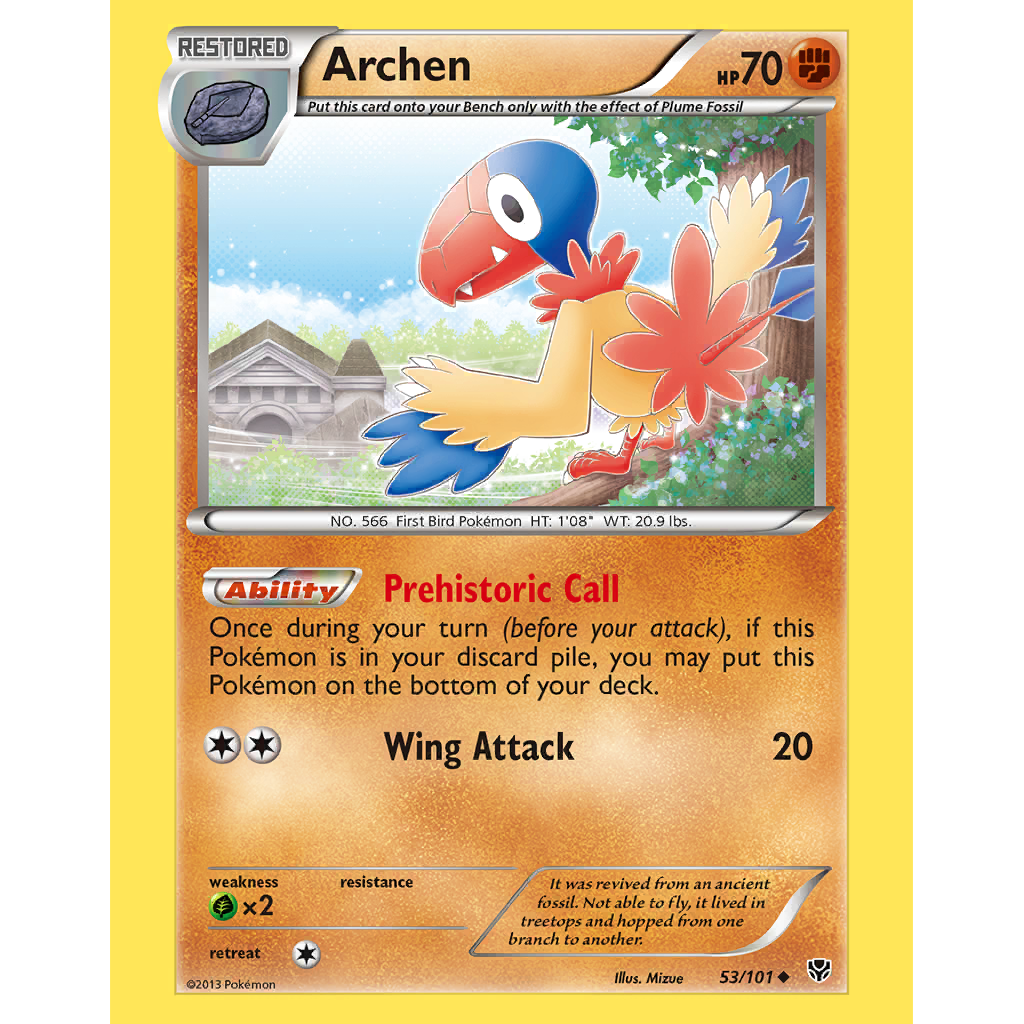 RESTORED
Archen
HP70
Put this card onto your Bench only with the effect of Plume Fossil
NO. 566 First Bird Pokémon HT: 1'08" WT: 20.9 lbs.
Ability Prehistoric Call
Once during your turn (before your attack), if this
Pokémon is in your discard pile, you may put this
Pokémon on the bottom of your deck.
Wing Attack 20
weakness resistance
×2
It was revived from an ancient
fossil. Not able to fly, it lived in
treetops and hopped from one
branch to another.
retreat
Illus. Mizue 53/101
©2013 Pokémon